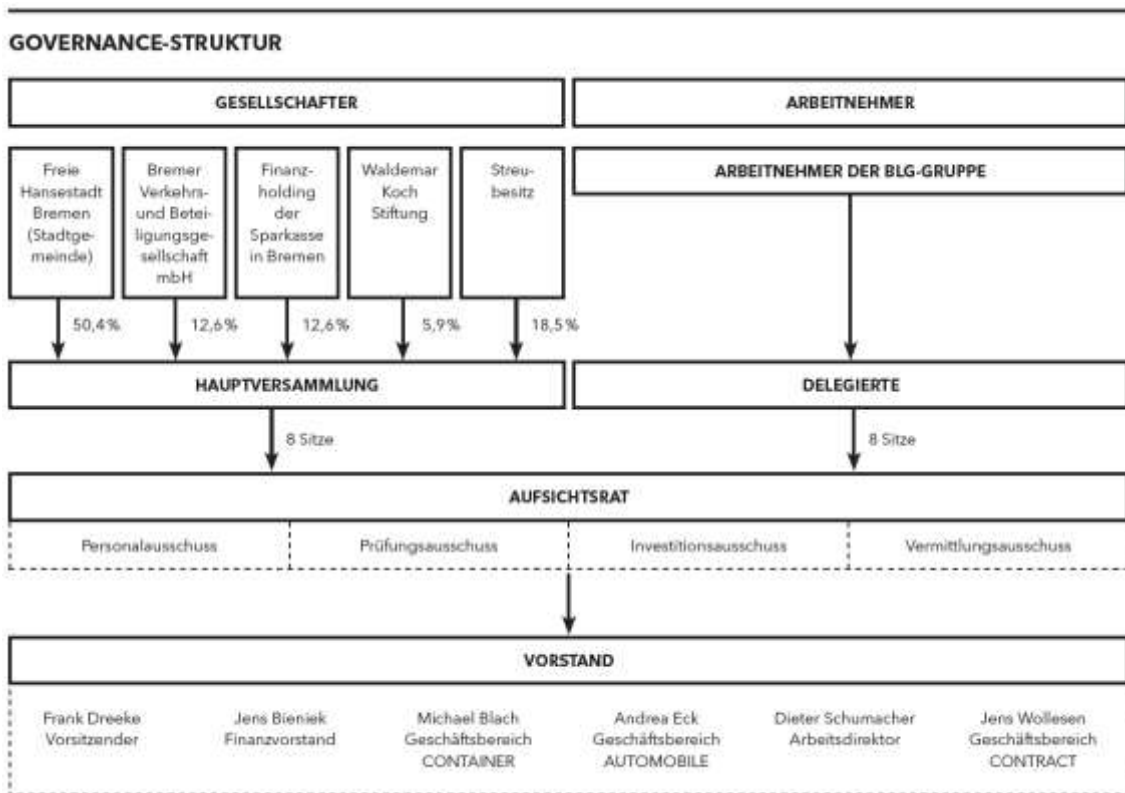 GOVERNANCE-STRUKTUR
GESELLSCHAFTER
ARBEITNEHMER
Freie
Hansestadt
Bremen
(Stadtge-
meinde)
Bremer
Verkehrs-
und Betei-
ligungsge-
sellschaft
mbH
Finanz-
holding
der
Sparkasse
in Bremen
Waldemar
Koch
Stiftung
Streu-
besitz
ARBEITNEHMER DER BLG-GRUPPE
50,4%
12,6%
12,6%
5,9%
18,5%
HAUPTVERSAMMLUNG
DELEGIERTE
8 Sitze
8 Sitze
AUFSICHTSRAT
Personalausschuss
Prüfungsausschuss
Investitionsausschuss
Vermittlungsausschuss
VORSTAND
Frank Dreeke
Vorsitzender
Jens Bieniek
Finanzvorstand
Michael Blach
Geschäftsbereich
CONTAINER
Andrea Eck
Geschäftsbereich
AUTOMOBILE
Dieter Schumacher
Arbeitsdirektor
Jens Wollesen
Geschäftsbereich
CONTRACT